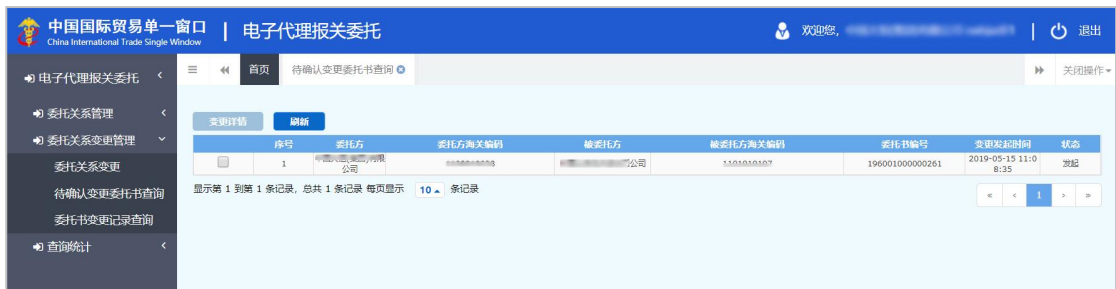 中国国际贸易单一窗口 | 电子代理报关委托
China International Trade Single Window
欢迎您,
退出
电子代理报关委托
首页 待确认变更委托书查询
关闭操作
委托关系管理
委托关系变更管理
委托关系变更
待确认变更委托书查询
委托书变更记录查询
查询统计
变更详情 刷新
序号 委托方 委托方海关编码 被委托方 被委托方海关编码 委托书编号 变更发起时间 状态
1 公司 公司 1101010107 196001000000261 2019-05-15 11:0
8:35 发起
显示第 1 到第 1 条记录，总共 1 条记录 每页显示 10 条记录
« ‹ 1 › »